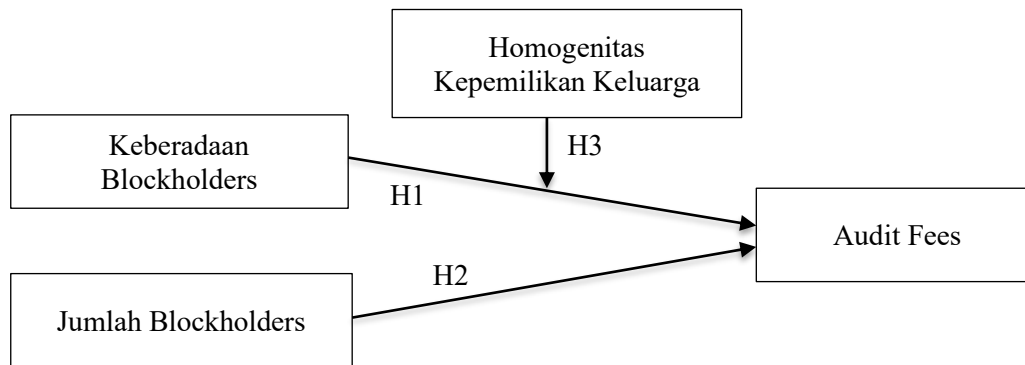 Homogenitas
Kepemilikan Keluarga
H3
Keberadaan
Blockholders
H1
Audit Fees
H2
Jumlah Blockholders